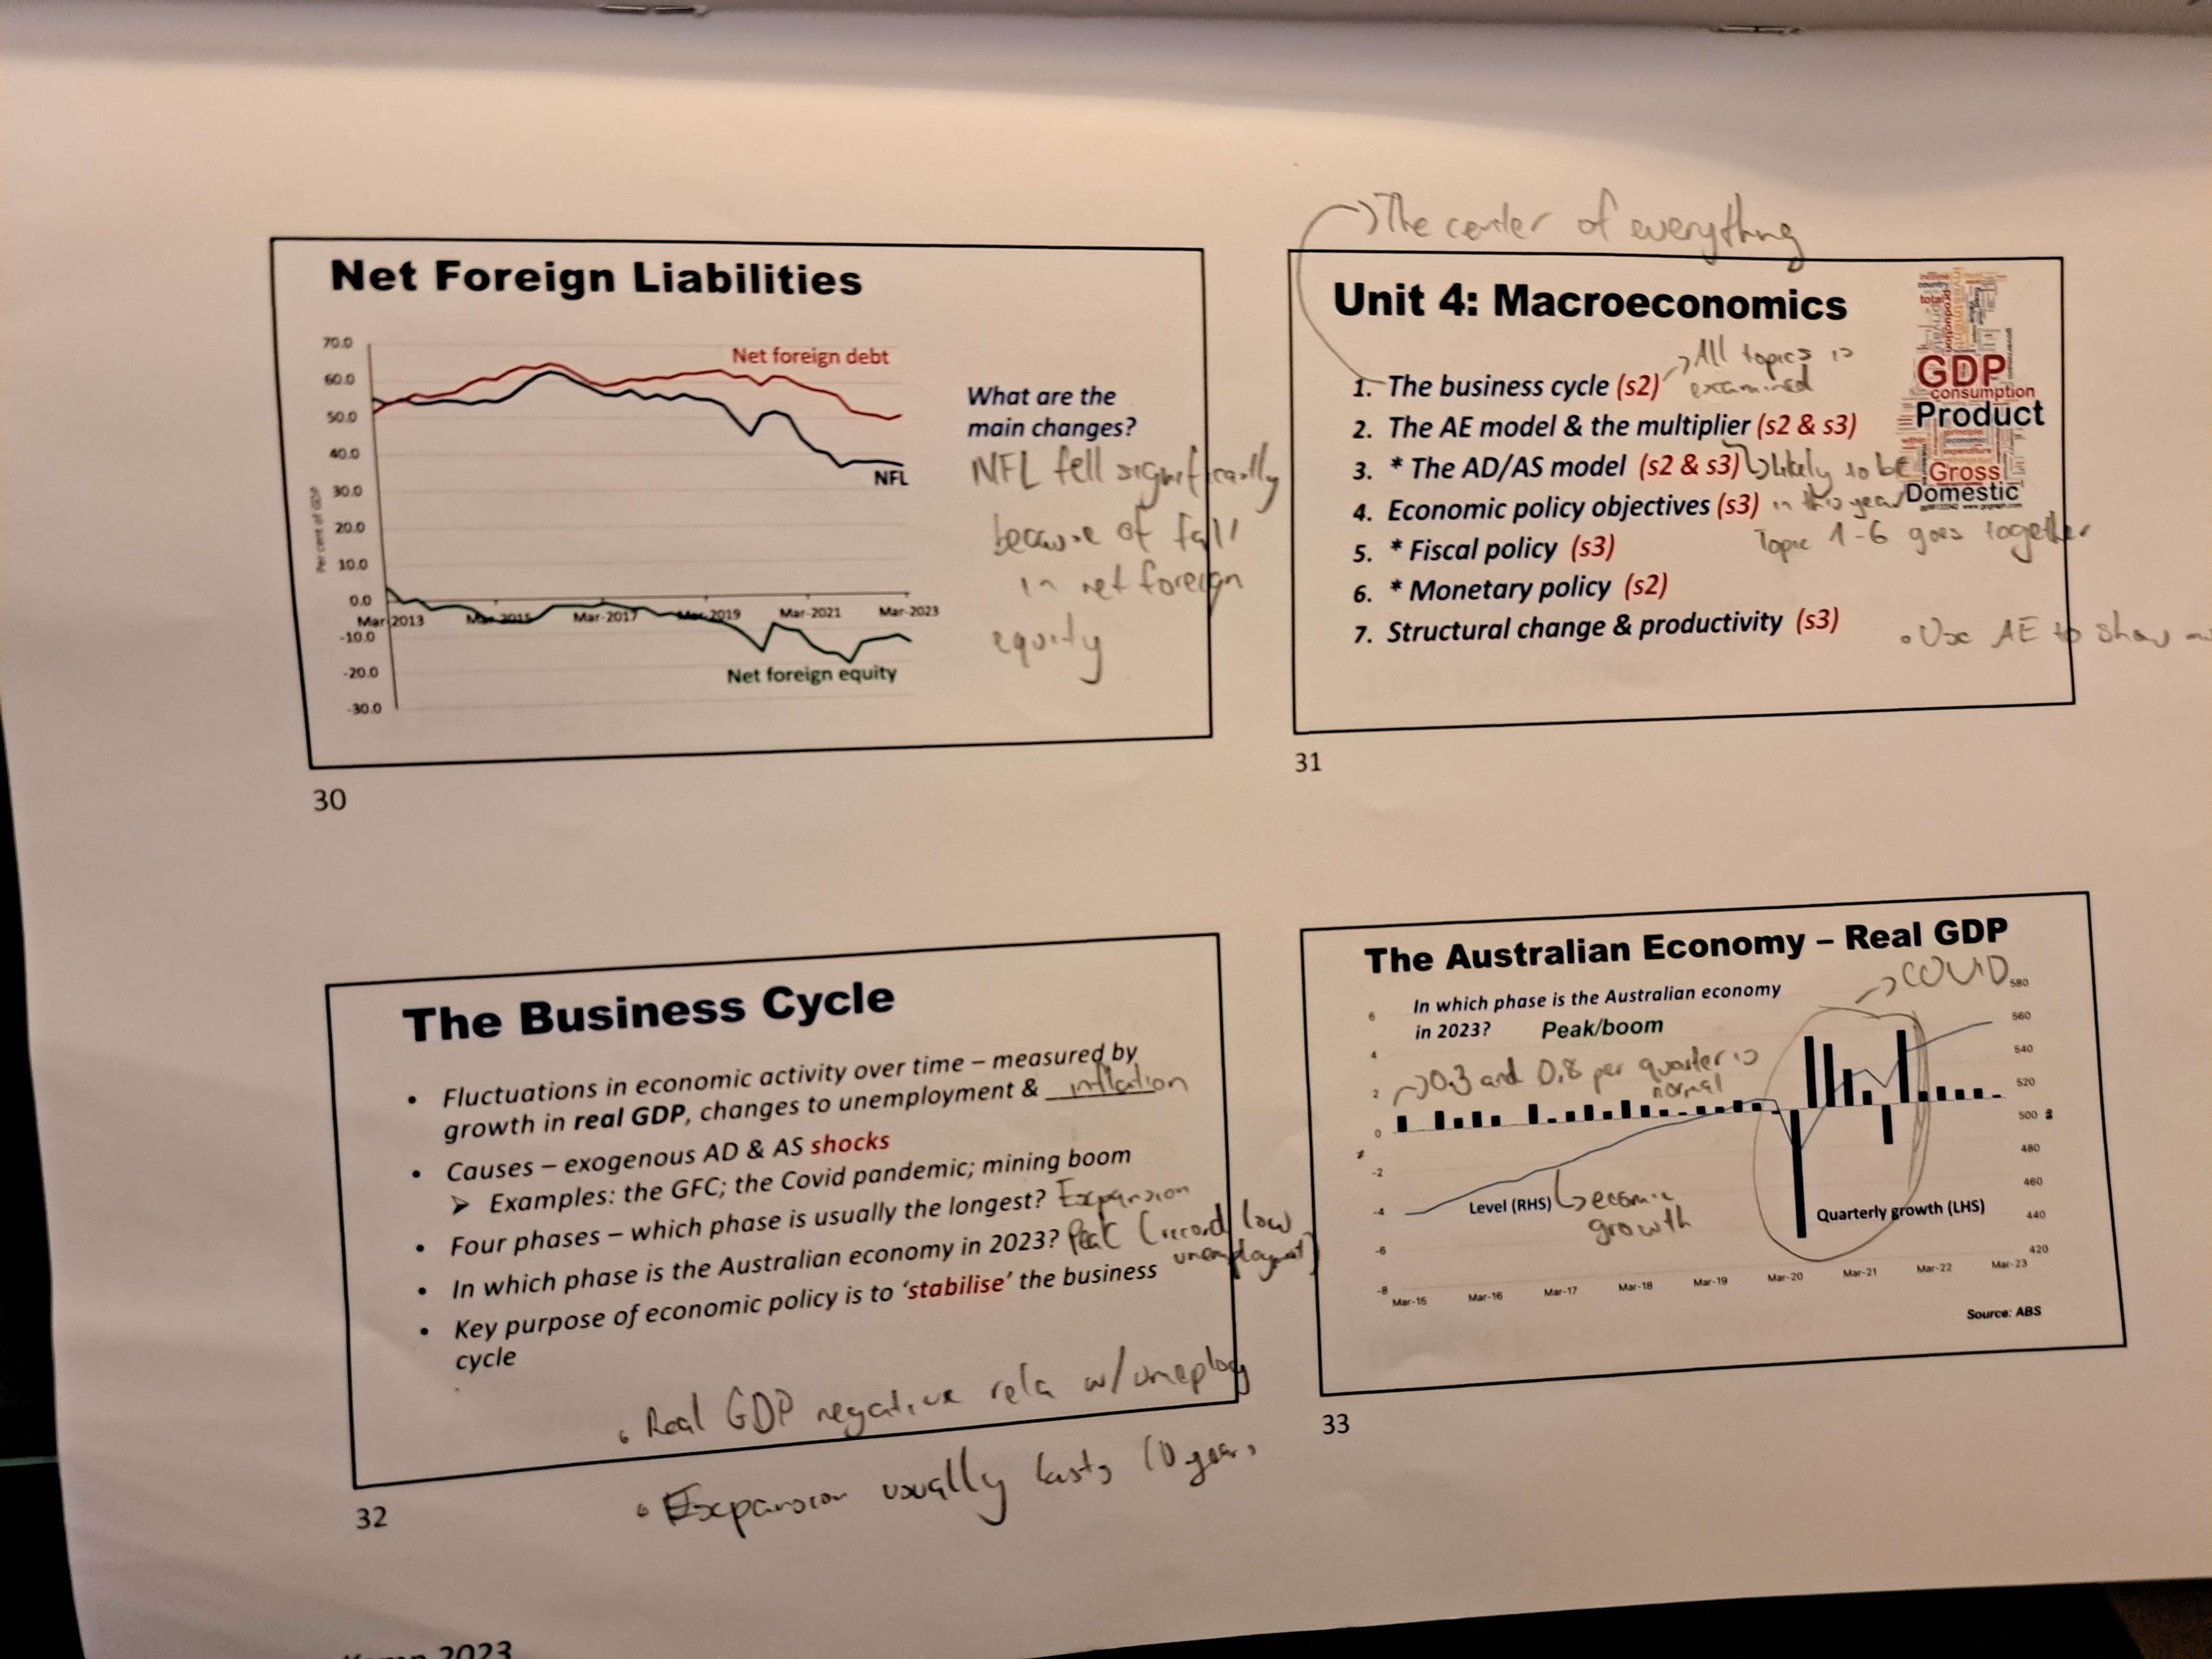 Net Foreign Liabilities
70.0
60.0
50.0
40.0
30.0
20.0
10.0
0.0
-10.0
-20.0
-30.0
Per cent of GDP
Net foreign debt
NFL
Mar-2013
Mar-2015
Mar-2017
Mar-2019
Mar-2021
Mar-2023
Net foreign equity
What are the
main changes?
NFL fell significantly
because of fall
in net foreign
equity
30
The center of everything
Unit 4: Macroeconomics
1. The business cycle (s2)
All topics is
examined
2. The AE model & the multiplier (s2 & s3)
3. * The AD/AS model (s2 & s3)
likely to be
4. Economic policy objectives (s3)
in this year
Topic 1-6 goes together
5. * Fiscal policy (s3)
6. * Monetary policy (s2)
7. Structural change & productivity (s3)
• Use AE to show
GDP
consumption
Product
Gross
Domestic
31
The Business Cycle
• Fluctuations in economic activity over time – measured by
growth in real GDP, changes to unemployment & inflation
• Causes – exogenous AD & AS shocks
➢ Examples: the GFC; the Covid pandemic; mining boom
• Four phases – which phase is usually the longest? Expansion
• In which phase is the Australian economy in 2023? Peak (record low
unemployment)
• Key purpose of economic policy is to ‘stabilise’ the business
cycle
• Real GDP negative rela w/ uneploy
• Expansion usually lasts 10 years
32
The Australian Economy – Real GDP
COVID
In which phase is the Australian economy
in 2023? Peak/boom
0.3 and 0.8 per quarter is
normal
6
4
2
0
-2
-4
-6
-8
%
580
560
540
520
500
480
460
440
420
Level (RHS)
economic
growth
Quarterly growth (LHS)
Mar-15
Mar-16
Mar-17
Mar-18
Mar-19
Mar-20
Mar-21
Mar-22
Mar-23
Source: ABS
33
2023